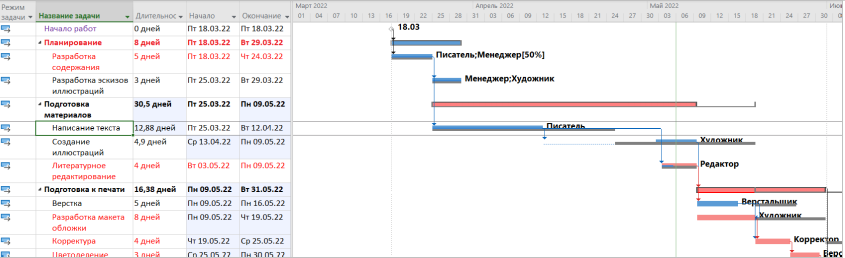 Режим задачи Название задачи Длительнос Начало Окончание
Март 2022 Апрель 2022 Май 2022
01 04 07 10 13 16 19 22 25 28 31 03 06 09 12 15 18 21 24 27 30 03 06 09 12 15 18 21 24 27 30
Начало работ 0 дней Пт 18.03.22 Пт 18.03.22 18.03
Планирование 8 дней Пт 18.03.22 Вт 29.03.22
Разработка содержания 5 дней Пт 18.03.22 Чт 24.03.22 Писатель;Менеджер[50%]
Разработка эскизов иллюстраций 3 дней Пт 25.03.22 Вт 29.03.22 Менеджер;Художник
Подготовка материалов 30,5 дней Пт 25.03.22 Пн 09.05.22
Написание текста 12,88 дней Пт 25.03.22 Вт 12.04.22 Писатель
Создание иллюстраций 4,9 дней Ср 13.04.22 Пн 09.05.22 Художник
Литературное редактирование 4 дней Вт 03.05.22 Пн 09.05.22 Редактор
Подготовка к печати 16,38 дней Пн 09.05.22 Вт 31.05.22
Верстка 5 дней Пн 09.05.22 Пн 16.05.22 Верстальщик
Разработка макета обложки 8 дней Пн 09.05.22 Чт 19.05.22 Художник
Корректура 4 дней Чт 19.05.22 Ср 25.05.22 Корректор
Цветоделение 3 дней Ср 25.05.22 Пн 30.05.22